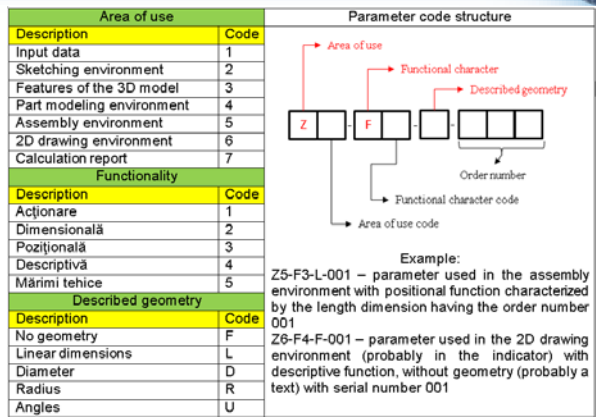 Area of use
Description Code
Input data 1
Sketching environment 2
Features of the 3D model 3
Part modeling environment 4
Assembly environment 5
2D drawing environment 6
Calculation report 7
Functionality
Description Code
Acționare 1
Dimensională 2
Pozițională 3
Descriptivă 4
Mărimi tehice 5
Described geometry
Description Code
No geometry F
Linear dimensions L
Diameter D
Radius R
Angles U
Parameter code structure
Area of use
Functional character
Described geometry
Z - F - -
Order number
Functional character code
Area of use code
Example:
Z5-F3-L-001 – parameter used in the assembly
environment with positional function characterized
by the length dimension having the order number
001
Z6-F4-F-001 – parameter used in the 2D drawing
environment (probably in the indicator) with
descriptive function, without geometry (probably a
text) with serial number 001